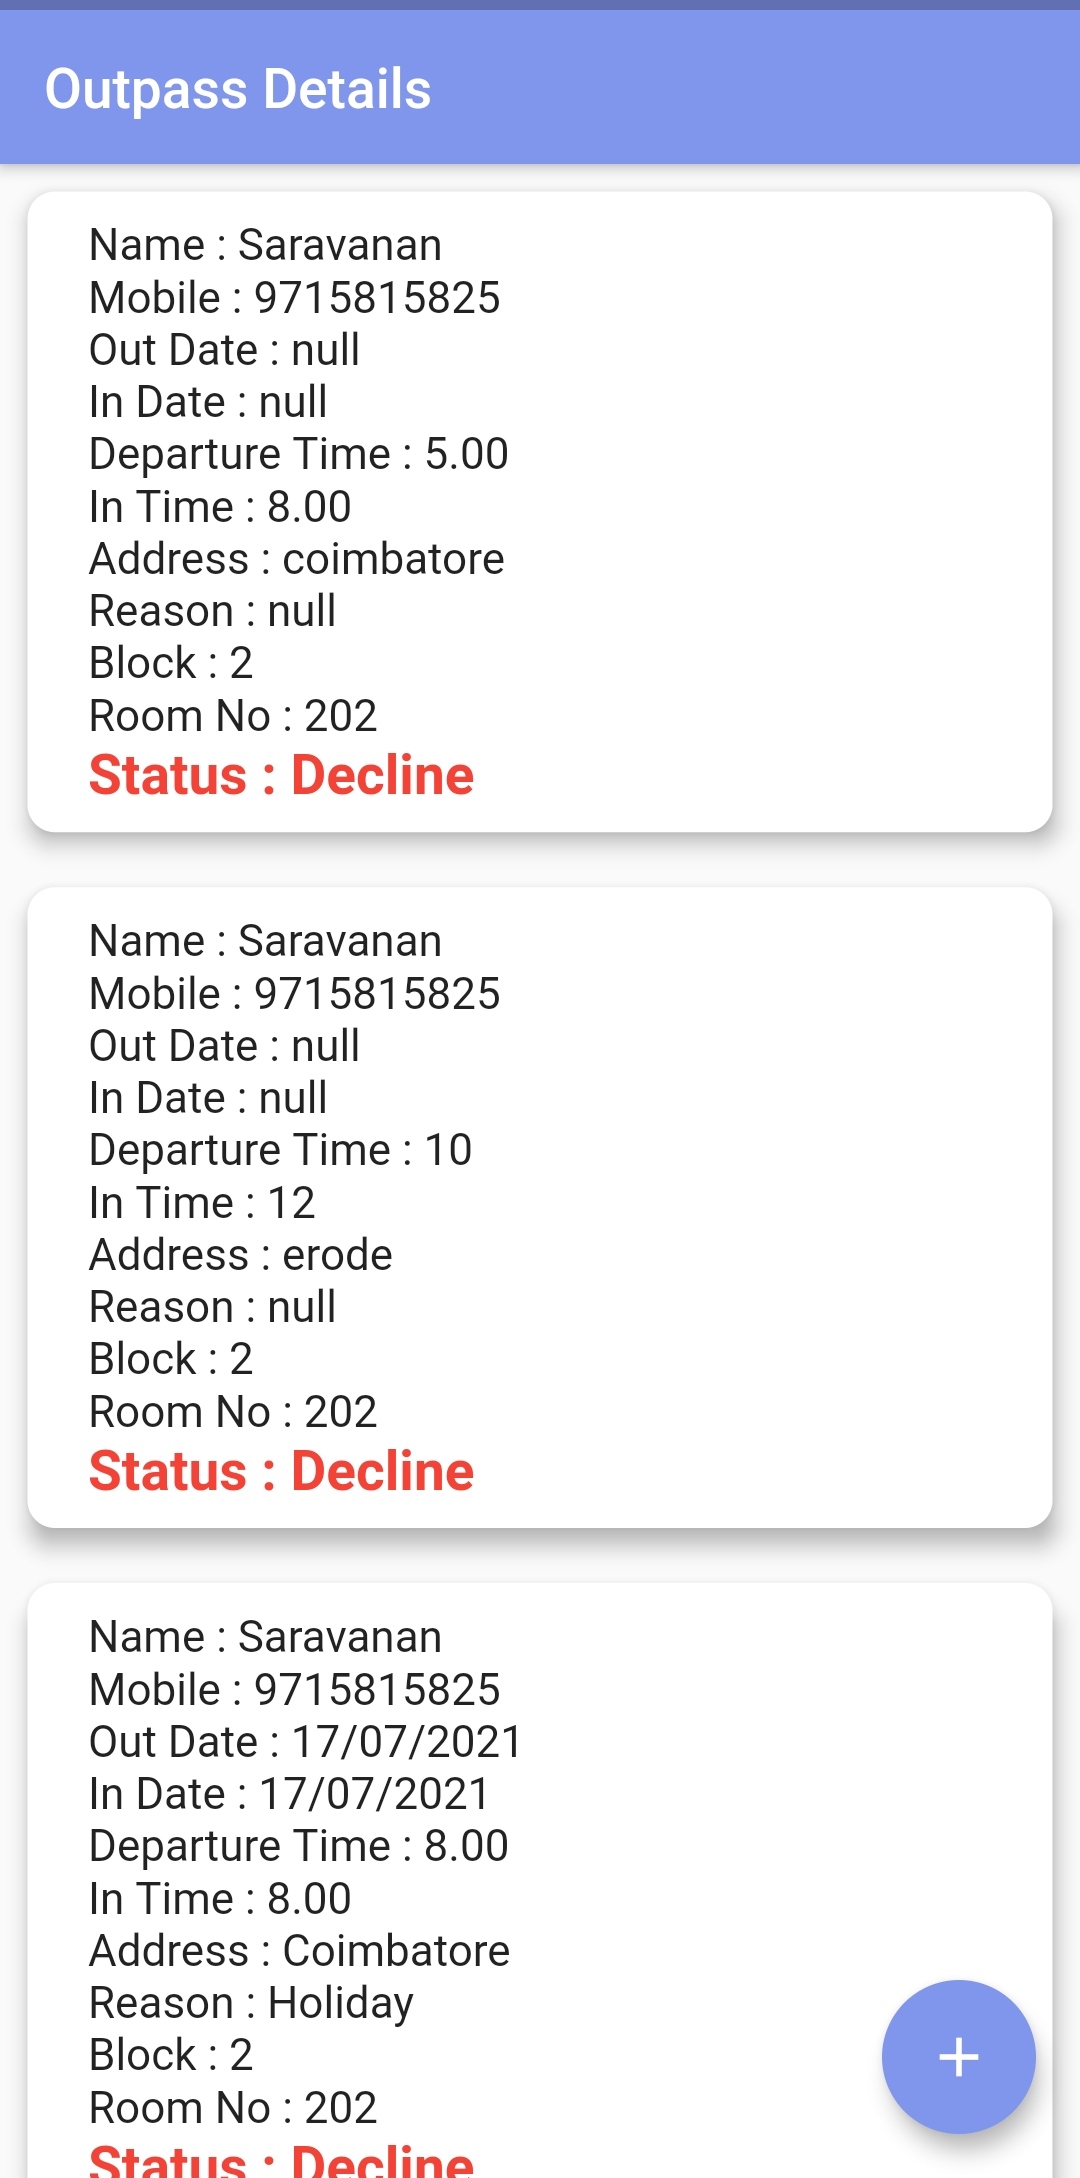 Outpass Details
Name : Saravanan
Mobile : 9715815825
Out Date : null
In Date : null
Departure Time : 5.00
In Time : 8.00
Address : coimbatore
Reason : null
Block : 2
Room No : 202
Status : Decline
Name : Saravanan
Mobile : 9715815825
Out Date : null
In Date : null
Departure Time : 10
In Time : 12
Address : erode
Reason : null
Block : 2
Room No : 202
Status : Decline
Name : Saravanan
Mobile : 9715815825
Out Date : 17/07/2021
In Date : 17/07/2021
Departure Time : 8.00
In Time : 8.00
Address : Coimbatore
Reason : Holiday
Block : 2
Room No : 202
Status : Decline